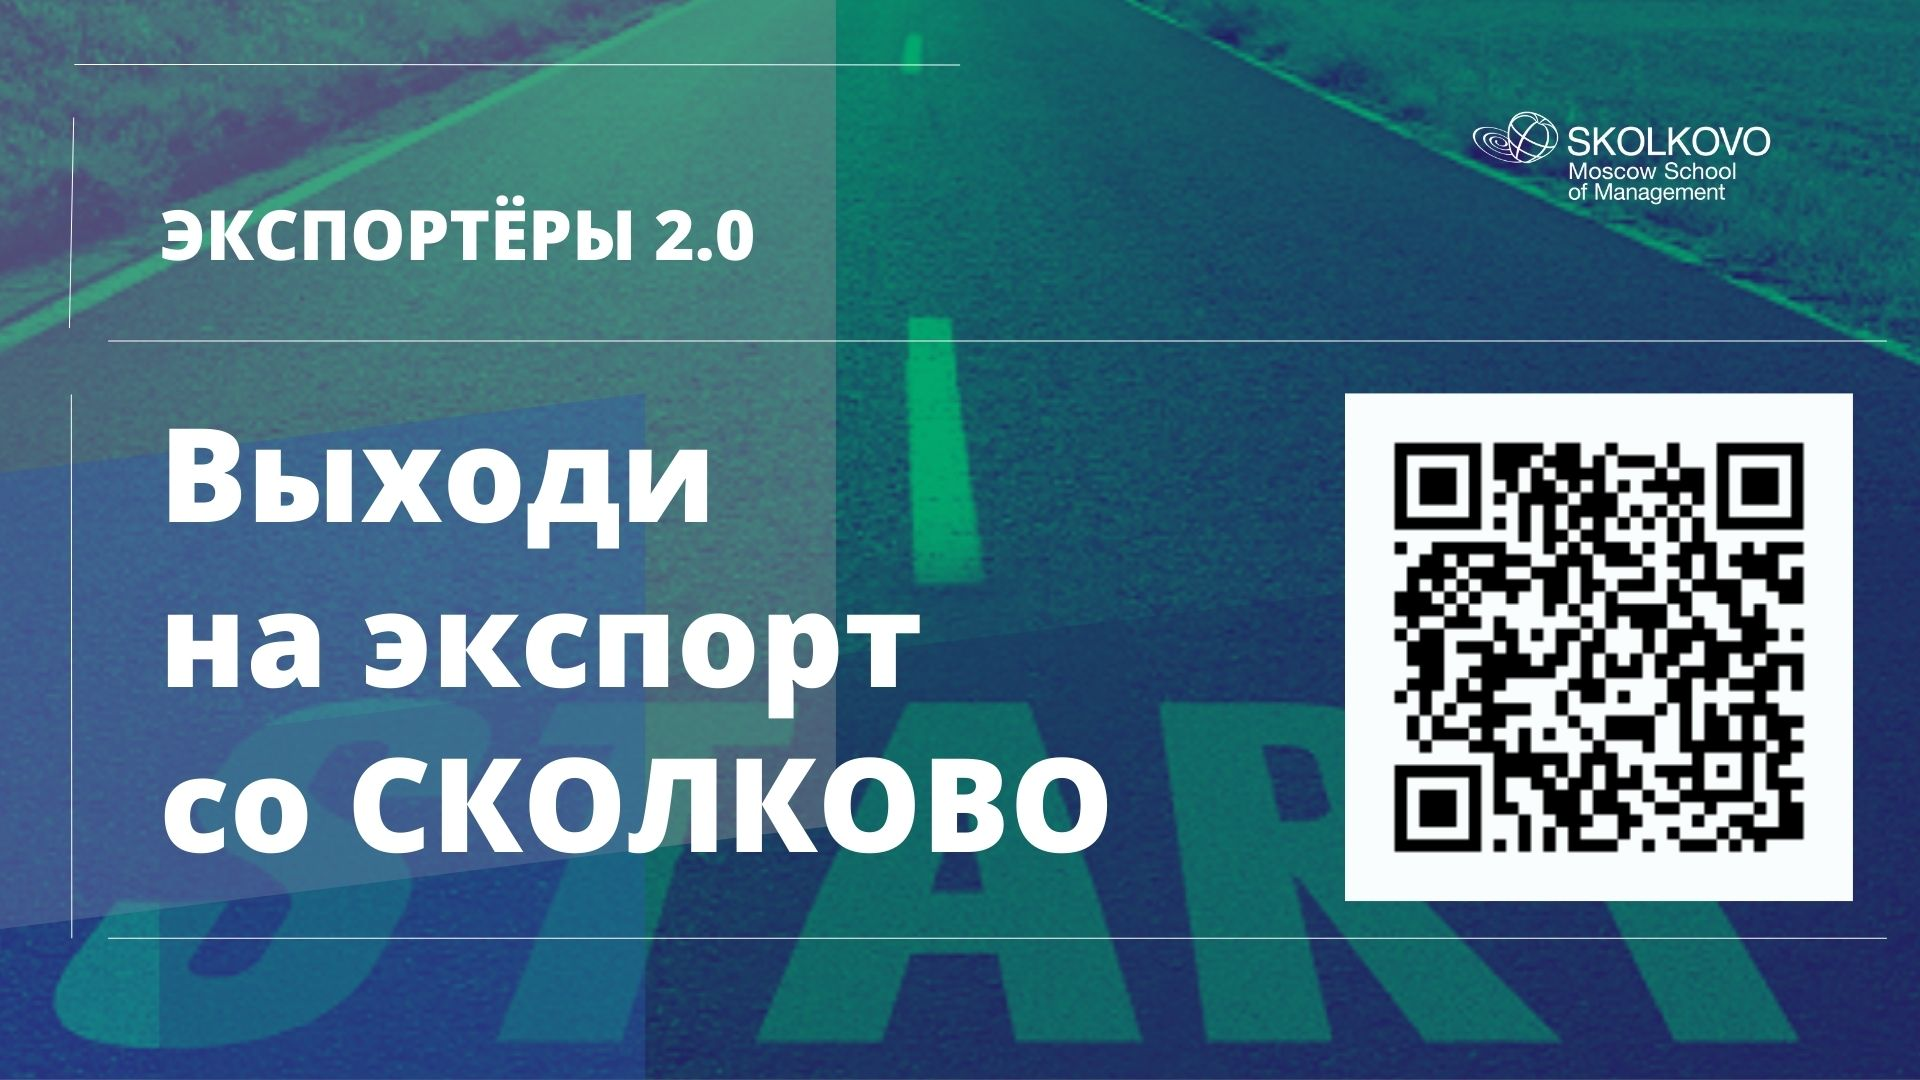 SKOLKOVO
Moscow School
of Management
ЭКСПОРТЁРЫ 2.0
Выходи
на экспорт
со СКОЛКОВО
START